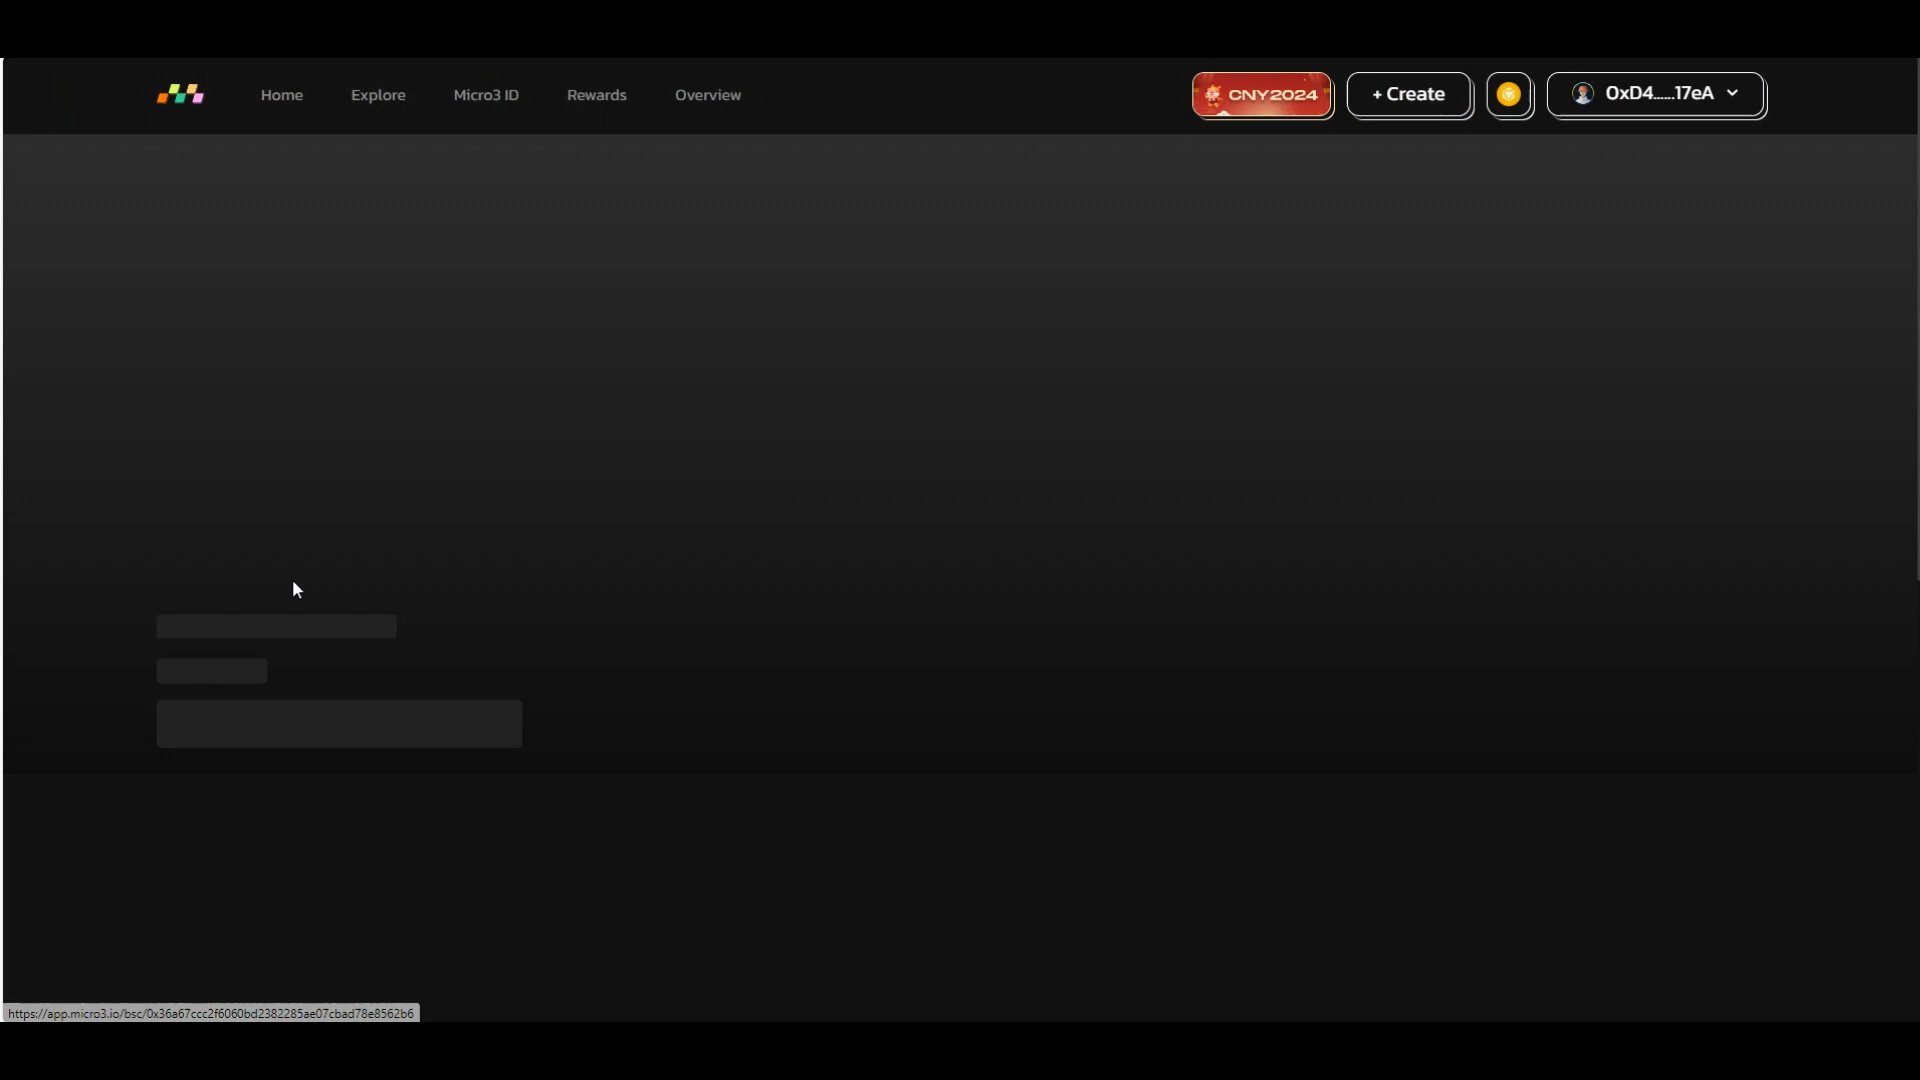 Home Explore Micro3 ID Rewards Overview CNY2024 + Create 0xD4......17eA
https://app.micro3.io/bsc/0x36a67ccc2f6060bd2382285ae07cbad78e8562b6